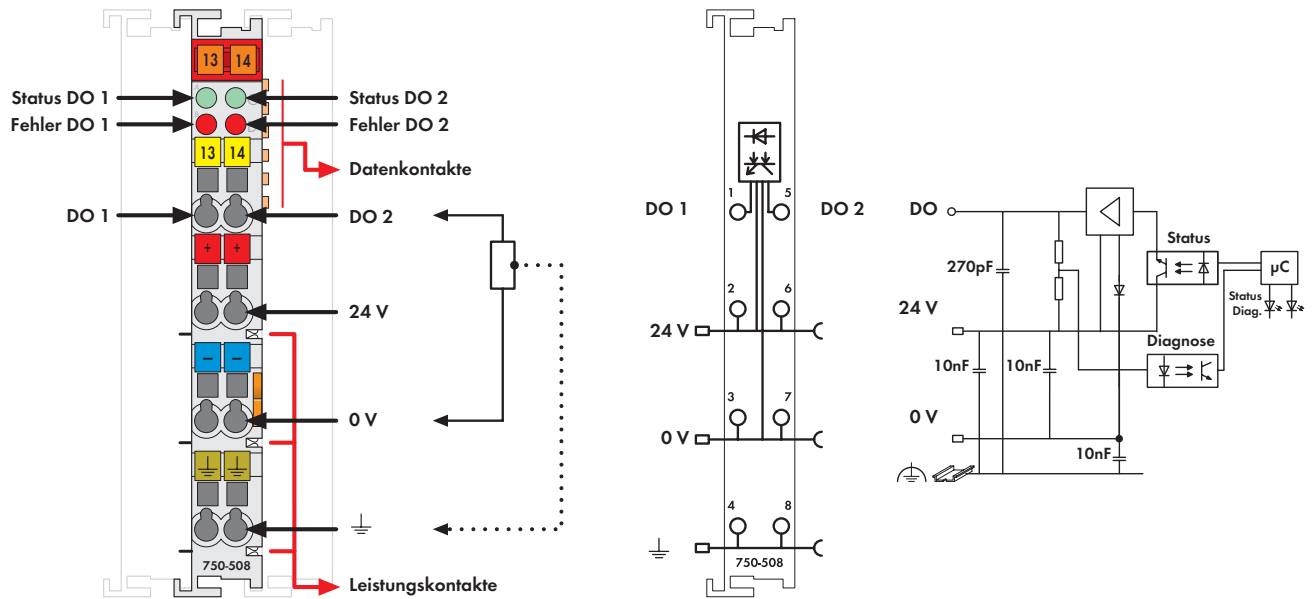 13 14
Status DO 1
Status DO 2
Fehler DO 1
Fehler DO 2
13 14
Datenkontakte
DO 1
DO 2
+ +
24 V
− −
0 V
750-508
Leistungskontakte
1 5
DO 1
DO 2
2 6
24 V
3 7
0 V
4 8
750-508
DO
Status
270pF
µC
24 V
Status
Diag.
Diagnose
10nF
10nF
0 V
10nF